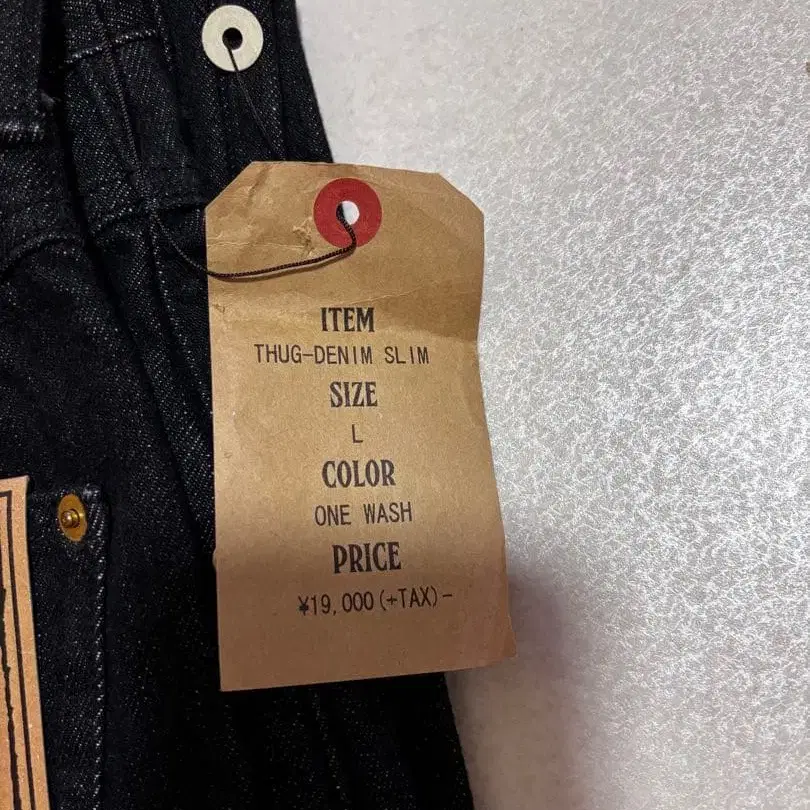 ITEM
THUG-DENIM SLIM
SIZE
L
COLOR
ONE WASH
PRICE
¥19,000(+TAX)-